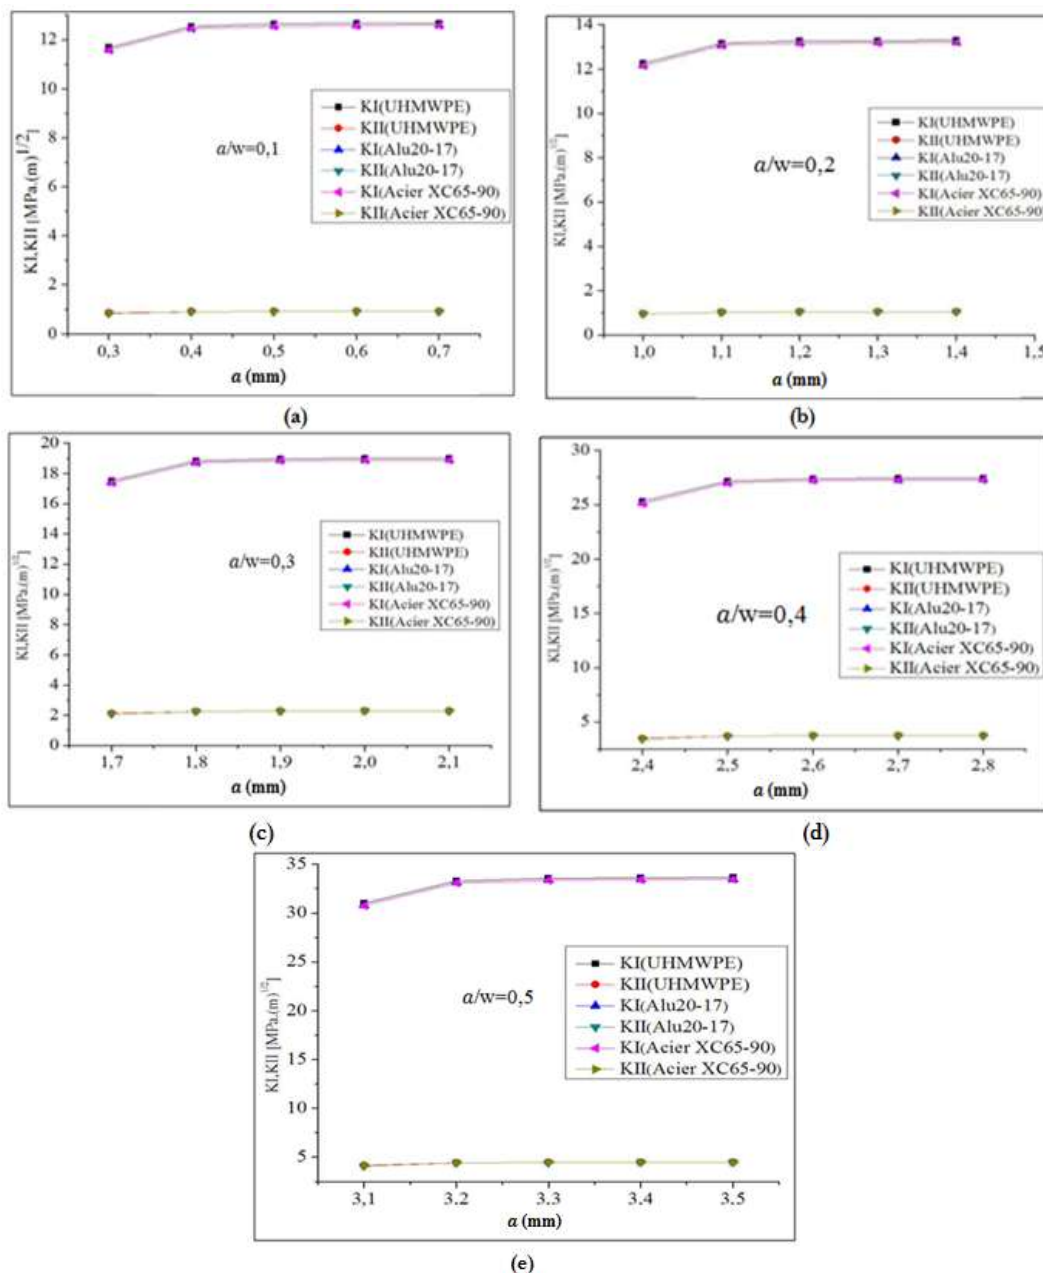 12
10
8
6
4
2
0
KI,KII [MPa.(m)1/2]
KI(UHMWPE)
KII(UHMWPE)
KI(Alu20-17)
KII(Alu20-17)
KI(Acier XC65-90)
KII(Acier XC65-90)
a/w=0,1
0,3 0,4 0,5 0,6 0,7
a (mm)
(a)
14
12
10
8
6
4
2
0
KI,KII [MPa.(m)1/2]
KI(UHMWPE)
KII(UHMWPE)
KI(Alu20-17)
KII(Alu20-17)
KI(Acier XC65-90)
KII(Acier XC65-90)
a/w=0,2
1,0 1,1 1,2 1,3 1,4 1,5
a (mm)
(b)
20
18
16
14
12
10
8
6
4
2
0
KI,KII [MPa.(m)1/2]
KI(UHMWPE)
KII(UHMWPE)
KI(Alu20-17)
KII(Alu20-17)
KI(Acier XC65-90)
KII(Acier XC65-90)
a/w=0,3
1,7 1,8 1,9 2,0 2,1
a (mm)
(c)
30
25
20
15
10
5
KI,KII [MPa.(m)1/2]
KI(UHMWPE)
KII(UHMWPE)
KI(Alu20-17)
KII(Alu20-17)
KI(Acier XC65-90)
KII(Acier XC65-90)
a/w=0,4
2,4 2,5 2,6 2,7 2,8
a (mm)
(d)
35
30
25
20
15
10
5
KI,KII [MPa.(m)1/2]
KI(UHMWPE)
KII(UHMWPE)
KI(Alu20-17)
KII(Alu20-17)
KI(Acier XC65-90)
KII(Acier XC65-90)
a/w=0,5
3,1 3.2 3.3 3.4 3.5
a (mm)
(e)